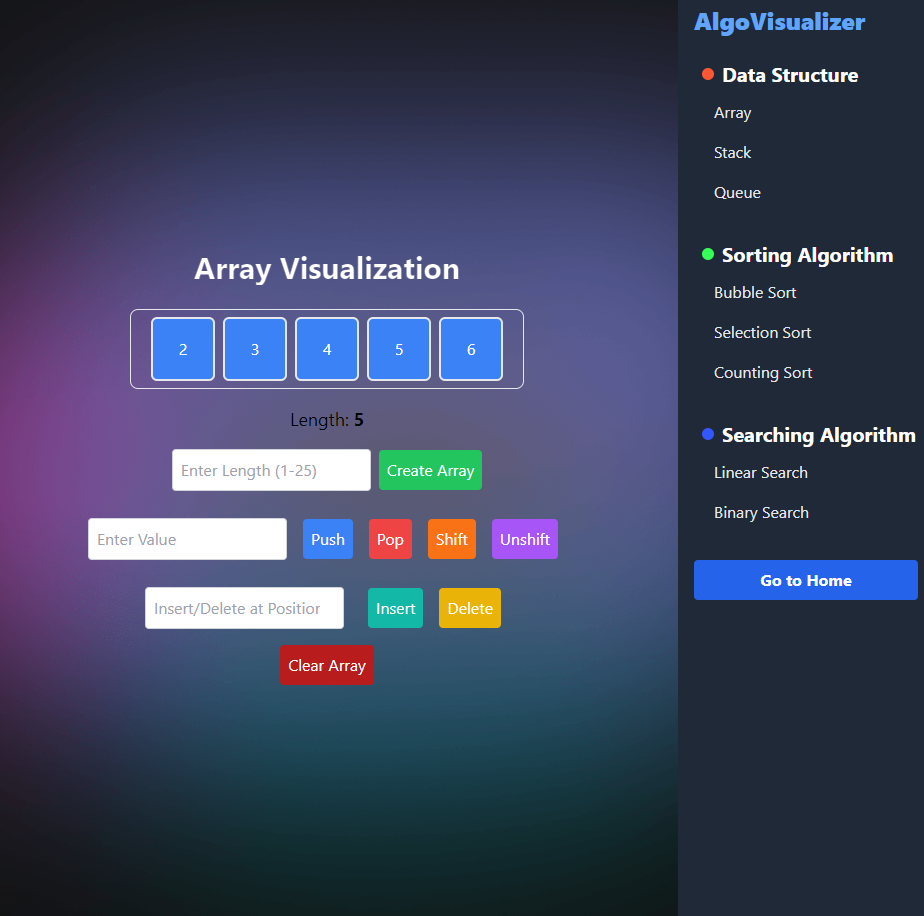 Array Visualization
2 3 4 5 6
Length: 5
Enter Length (1-25) Create Array
Enter Value Push Pop Shift Unshift
Insert/Delete at Position Insert Delete
Clear Array
AlgoVisualizer
Data Structure
Array
Stack
Queue
Sorting Algorithm
Bubble Sort
Selection Sort
Counting Sort
Searching Algorithm
Linear Search
Binary Search
Go to Home